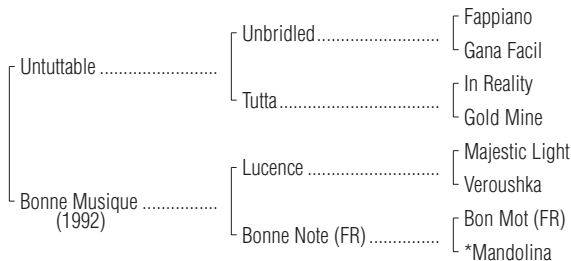 Fappiano
Unbridled
Gana Facil
Untuttable
In Reality
Tutta
Gold Mine
Majestic Light
Lucence
Veroushka
Bonne Musique
(1992)
Bon Mot (FR)
Bonne Note (FR)
*Mandolina